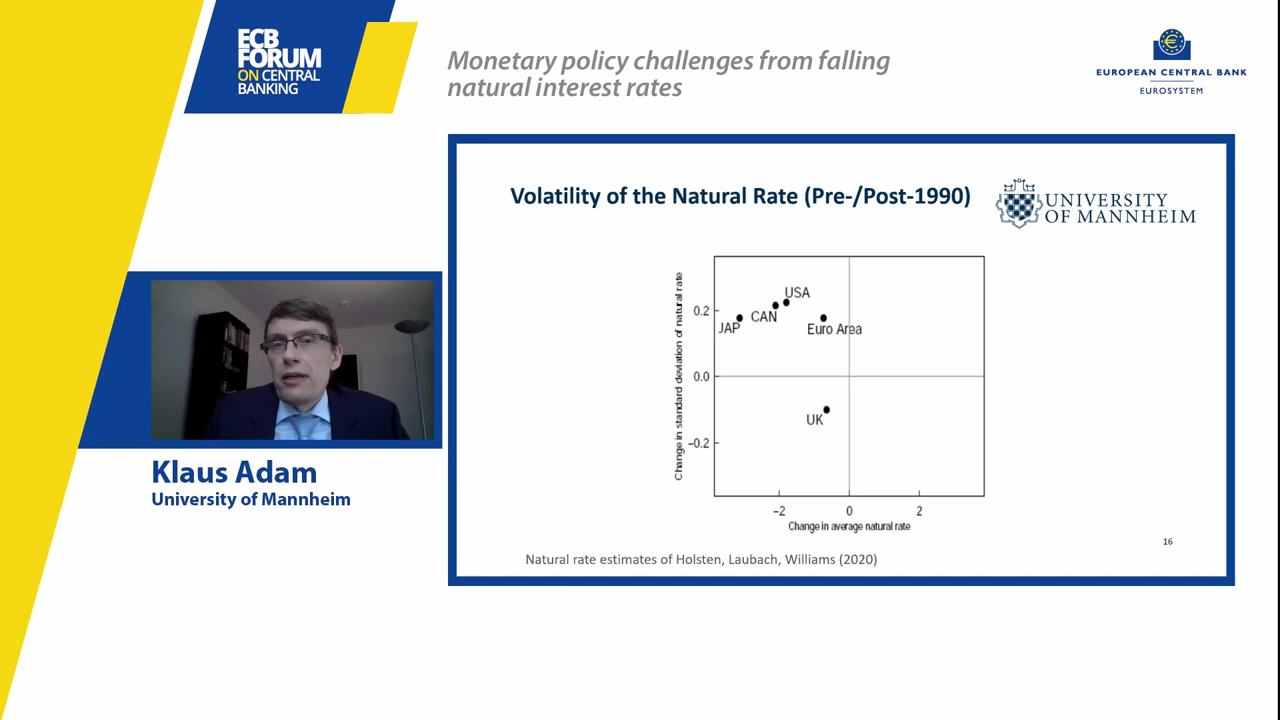 ECB
FORUM
ON CENTRAL
BANKING
Monetary policy challenges from falling
natural interest rates
€
EUROPEAN CENTRAL BANK
EUROSYSTEM
Volatility of the Natural Rate (Pre-/Post-1990)
UNIVERSITY
OF MANNHEIM
Change in standard deviation of natural rate
0.2
0.0
−0.2
USA
CAN
JAP
Euro Area
UK
−2
0
2
Change in average natural rate
16
Natural rate estimates of Holsten, Laubach, Williams (2020)
Klaus Adam
University of Mannheim